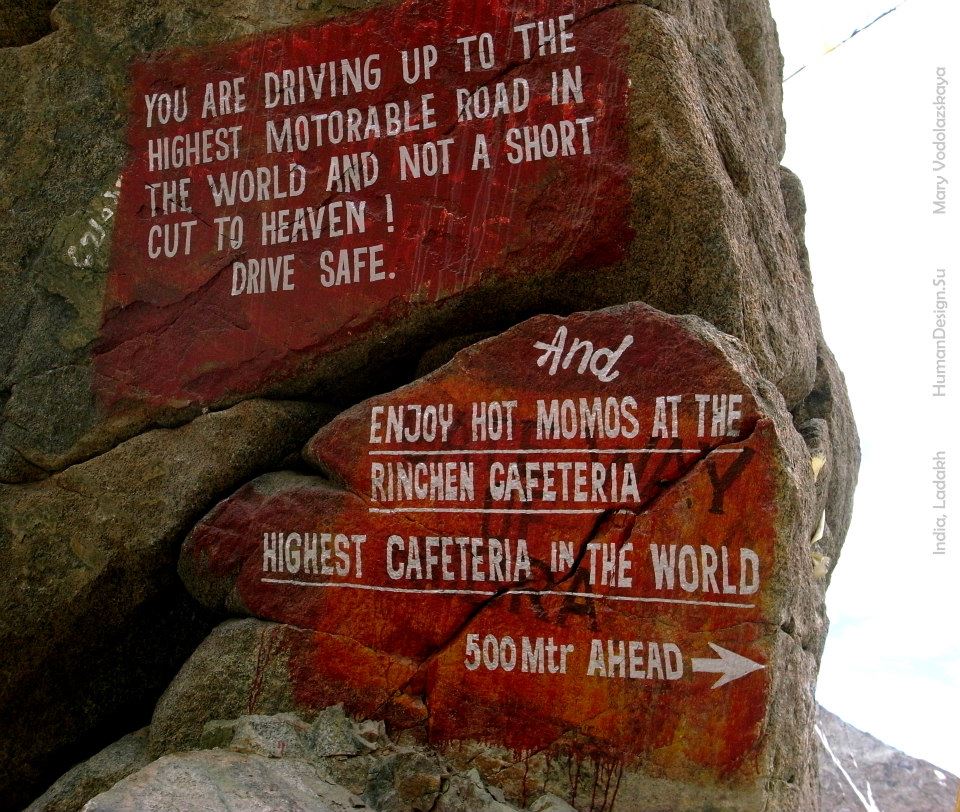 YOU ARE DRIVING UP TO THE
HIGHEST MOTORABLE ROAD IN
THE WORLD AND NOT A SHORT
CUT TO HEAVEN !
DRIVE SAFE.
And
ENJOY HOT MOMOS AT THE
RINCHEN CAFETERIA
HIGHEST CAFETERIA IN THE WORLD
500Mtr AHEAD
India, Ladakh HumanDesign.Su Mary Vodolazskaya